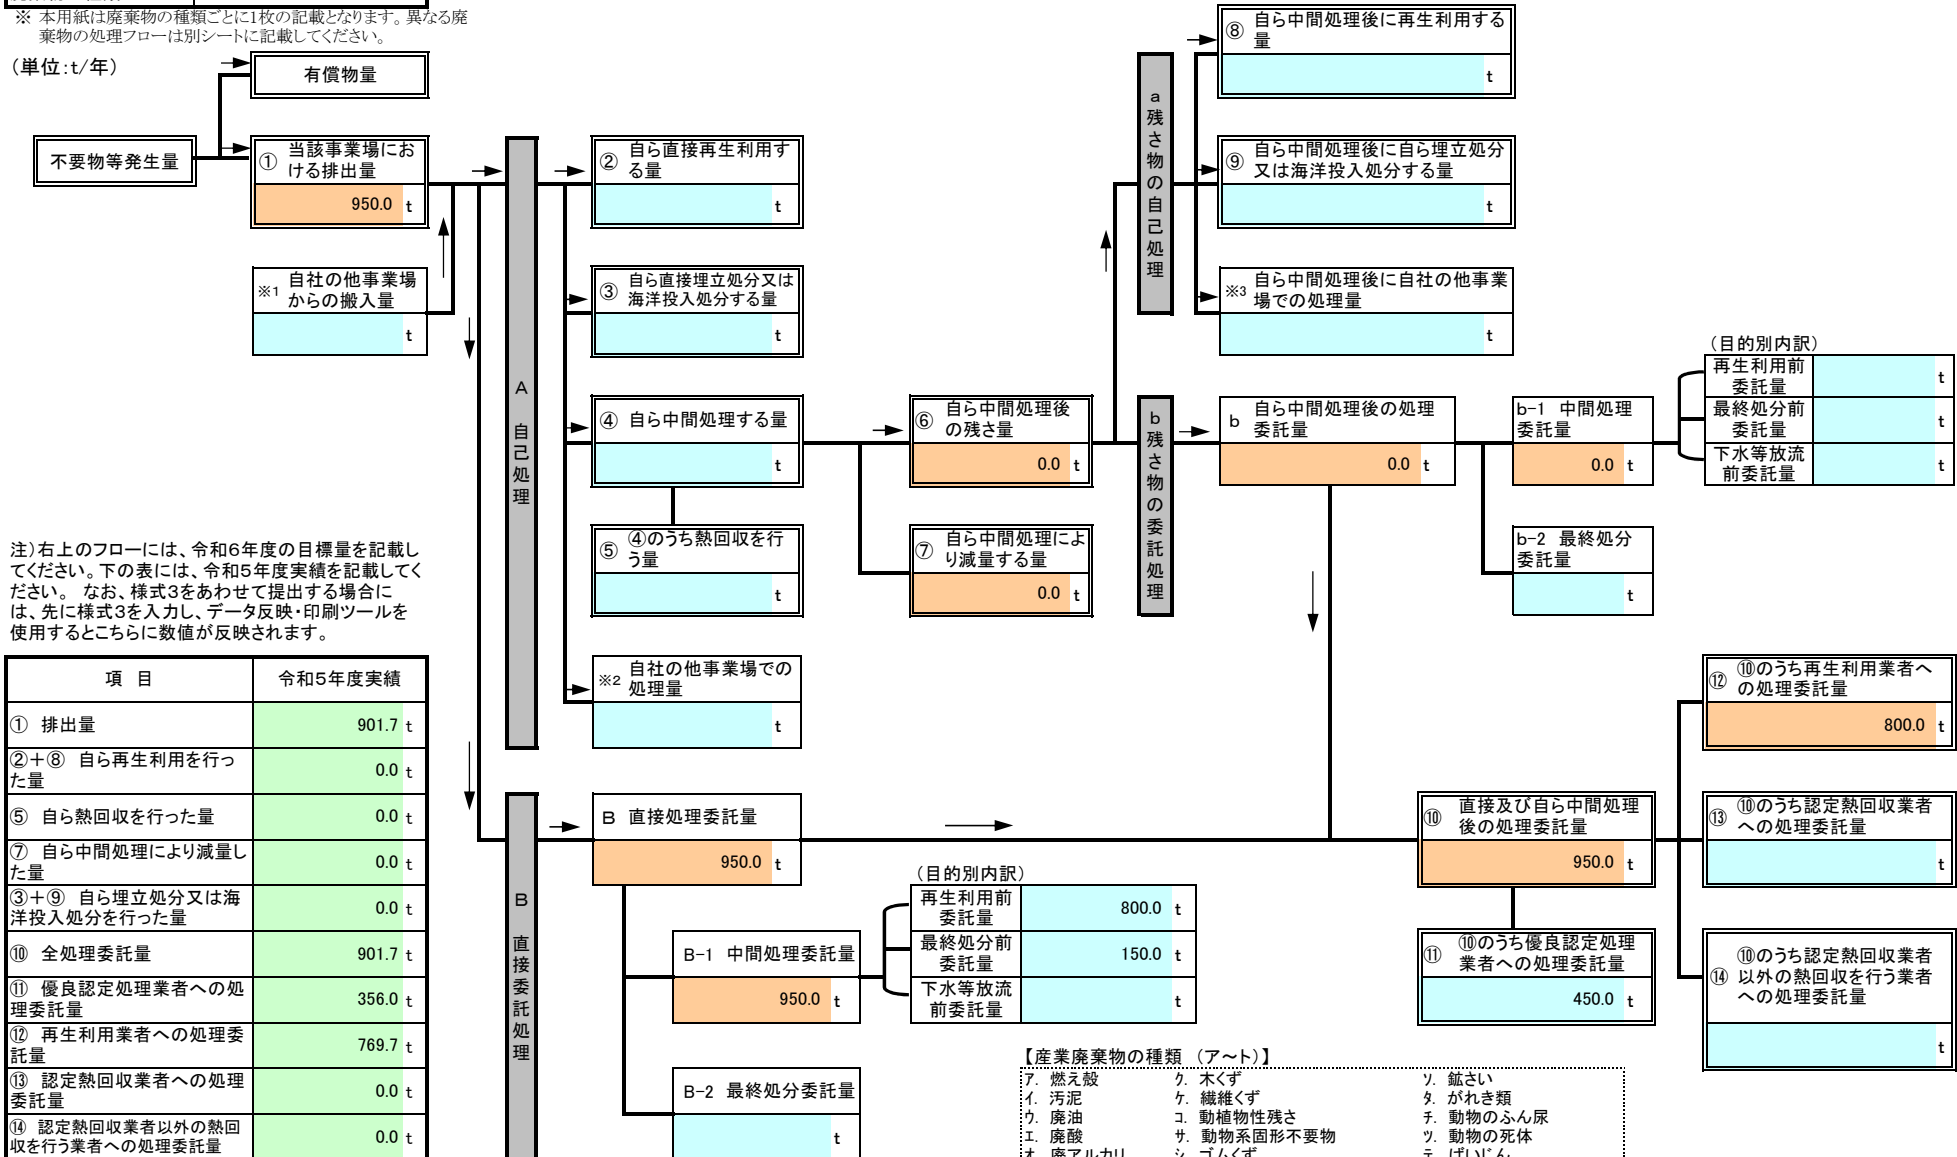 ※ 本用紙は廃棄物の種類ごとに1枚の記載となります。異なる廃
棄物の処理フローは別シートに記載してください。
（単位：t/年）
有償物量
不要物等発生量
① 当該事業場にお
ける排出量
950.0 t
※1 自社の他事業場
からの搬入量
t
A 自己処理
② 自ら直接再生利用す
る量
t
③ 自ら直接埋立処分又は
海洋投入処分する量
t
④ 自ら中間処理する量
t
⑤ ④のうち熱回収を行
う量
t
※2 自社の他事業場での
処理量
t
⑥ 自ら中間処理後
の残さ量
0.0 t
⑦ 自ら中間処理によ
り減量する量
0.0 t
a残さ物の自己処理
⑧ 自ら中間処理後に再生利用する
量
t
⑨ 自ら中間処理後に自ら埋立処分
又は海洋投入処分する量
t
※3 自ら中間処理後に自社の他事業
場での処理量
t
b残さ物の委託処理
b 自ら中間処理後の処理
委託量
0.0 t
b-1 中間処理
委託量
0.0 t
（目的別内訳）
再生利用前
委託量
t
最終処分前
委託量
t
下水等放流
前委託量
t
b-2 最終処分
委託量
t
注）右上のフローには、令和6年度の目標量を記載し
てください。下の表には、令和5年度実績を記載してく
ださい。 なお、様式3をあわせて提出する場合に
は、先に様式3を入力し、データ反映・印刷ツールを
使用するとこちらに数値が反映されます。
項 目 令和5年度実績
① 排出量 901.7 t
②＋⑧ 自ら再生利用を行っ
た量 0.0 t
⑤ 自ら熱回収を行った量 0.0 t
⑦ 自ら中間処理により減量し
た量 0.0 t
③＋⑨ 自ら埋立処分又は海
洋投入処分を行った量 0.0 t
⑩ 全処理委託量 901.7 t
⑪ 優良認定処理業者への処
理委託量 356.0 t
⑫ 再生利用業者への処理委
託量 769.7 t
⑬ 認定熱回収業者への処理
委託量 0.0 t
⑭ 認定熱回収業者以外の熱回
収を行う業者への処理委託量 0.0 t
B 直接委託処理
B 直接処理委託量
950.0 t
B-1 中間処理委託量
950.0 t
（目的別内訳）
再生利用前
委託量
800.0 t
最終処分前
委託量
150.0 t
下水等放流
前委託量
t
B-2 最終処分委託量
t
⑩ 直接及び自ら中間処理
後の処理委託量
950.0 t
⑪ ⑩のうち優良認定処理
業者への処理委託量
450.0 t
⑫ ⑩のうち再生利用業者へ
の処理委託量
800.0 t
⑬ ⑩のうち認定熱回収業者
への処理委託量
t
⑭ ⑩のうち認定熱回収業者
以外の熱回収を行う業者
への処理委託量
t
【産業廃棄物の種類 （ア～ト）】
ア. 燃え殻 ク. 木くず ソ. 鉱さい
イ. 汚泥 ケ. 繊維くず タ. がれき類
ウ. 廃油 コ. 動植物性残さ チ. 動物のふん尿
エ. 廃酸 サ. 動物系固形不要物 ツ. 動物の死体
オ. 廃アルカリ シ. ゴムくず テ. ばいじん